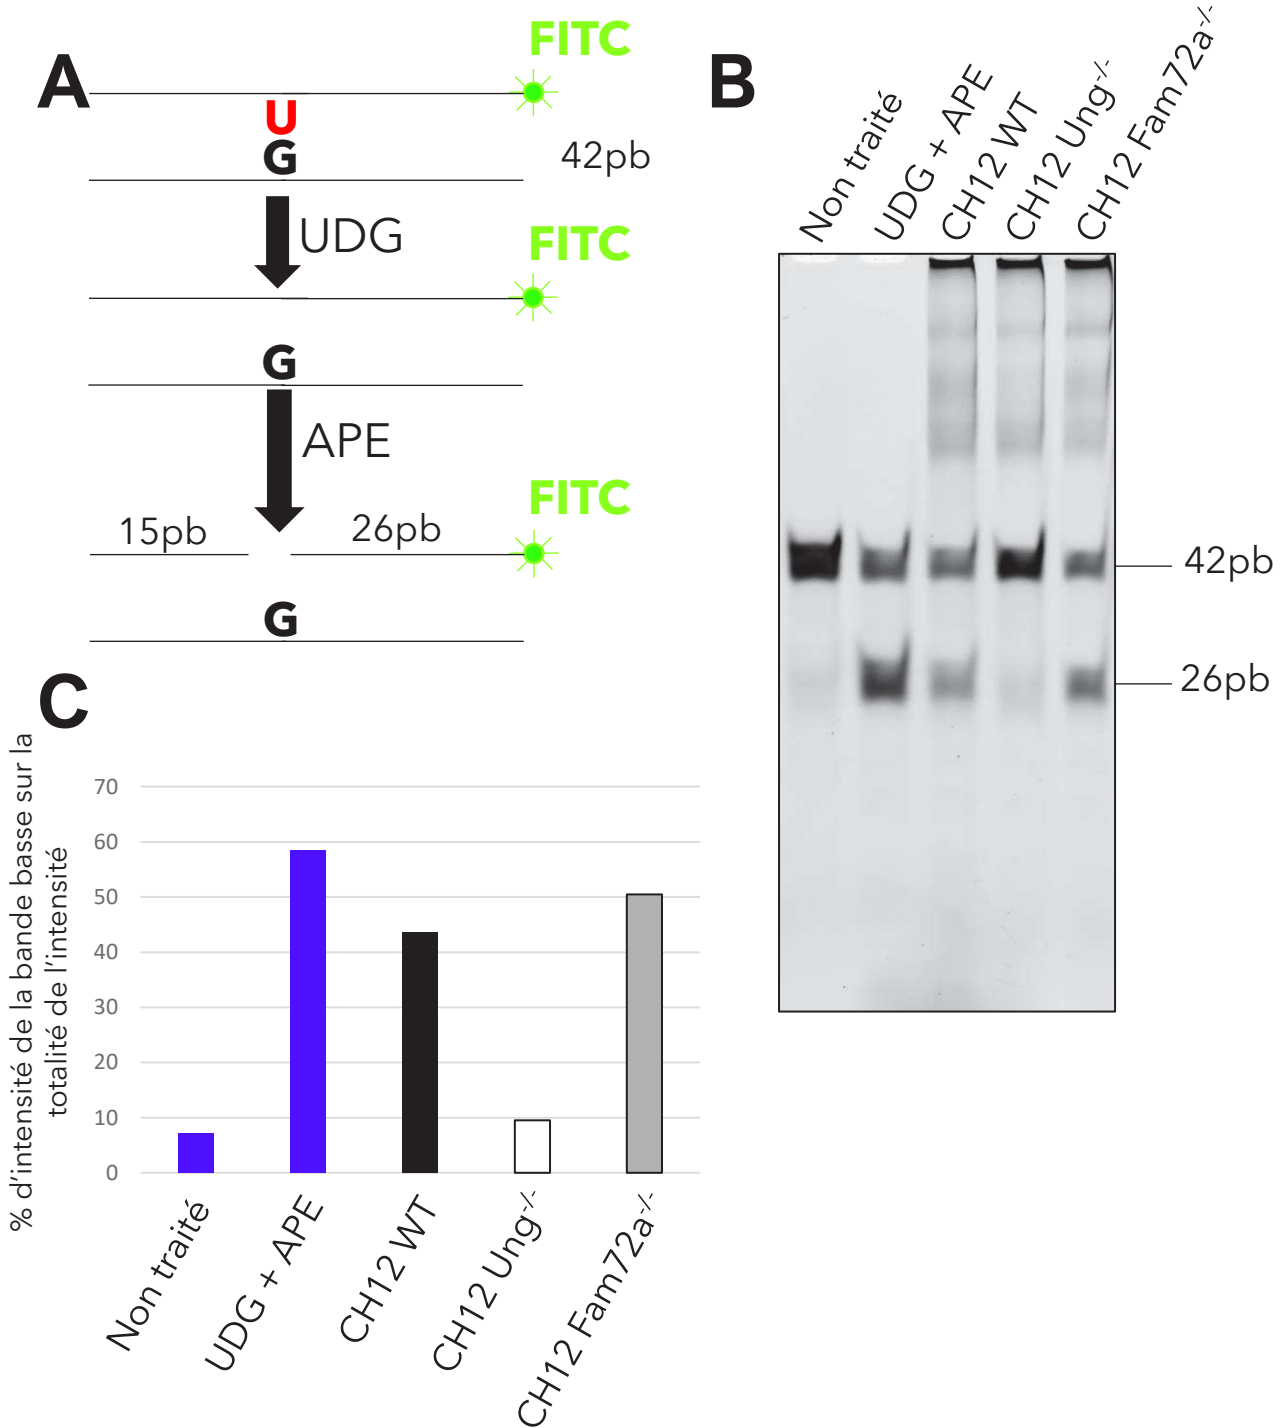 A
FITC
U
G
42pb
UDG
FITC
G
APE
15pb
26pb
FITC
G
B
Non traité
UDG + APE
CH12 WT
CH12 Ung-/-
CH12 Fam72a-/-
42pb
26pb
C
% d'intensité de la bande basse sur la
totalité de l'intensité
70
60
50
40
30
20
10
0
Non traité
UDG + APE
CH12 WT
CH12 Ung-/-
CH12 Fam72a-/-